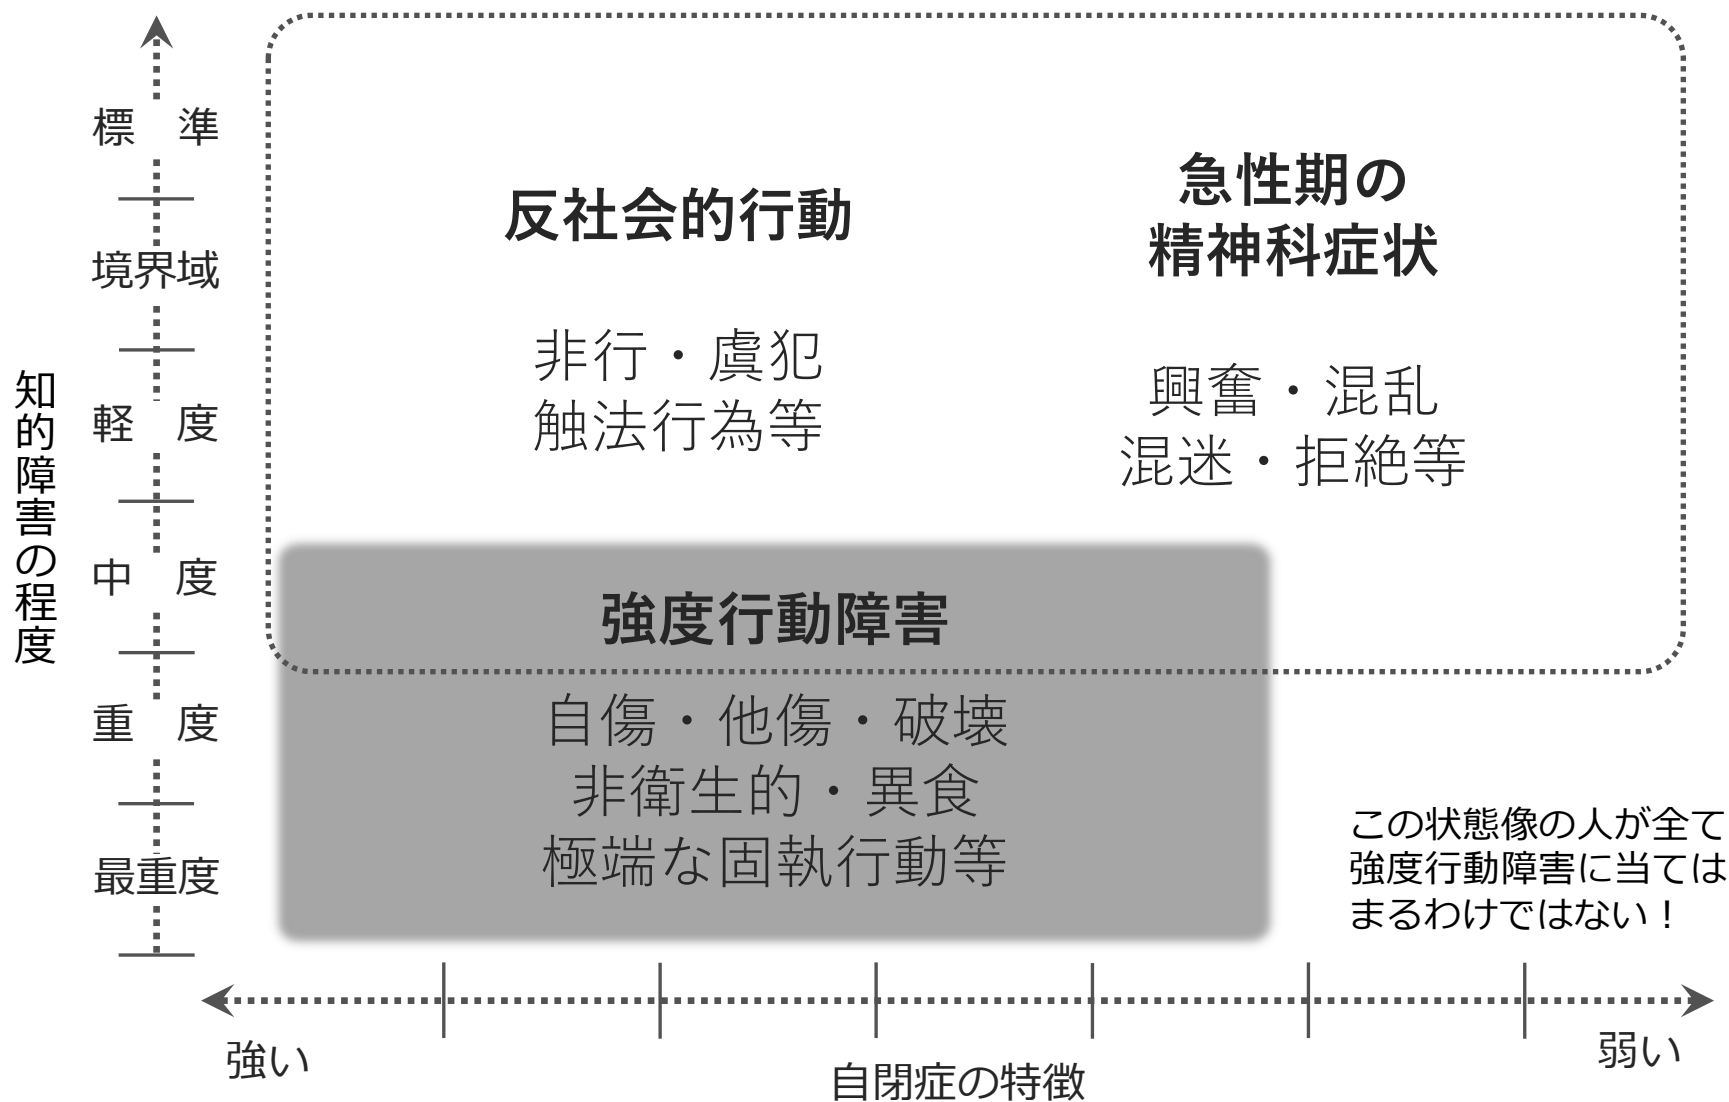 知的障害の程度
標　準
境界域
軽　度
中　度
重　度
最重度
反社会的行動
非行・虞犯
触法行為等
急性期の
精神科症状
興奮・混乱
混迷・拒絶等
強度行動障害
自傷・他傷・破壊
非衛生的・異食
極端な固執行動等
この状態像の人が全て
強度行動障害に当ては
まるわけではない！
強い
自閉症の特徴
弱い